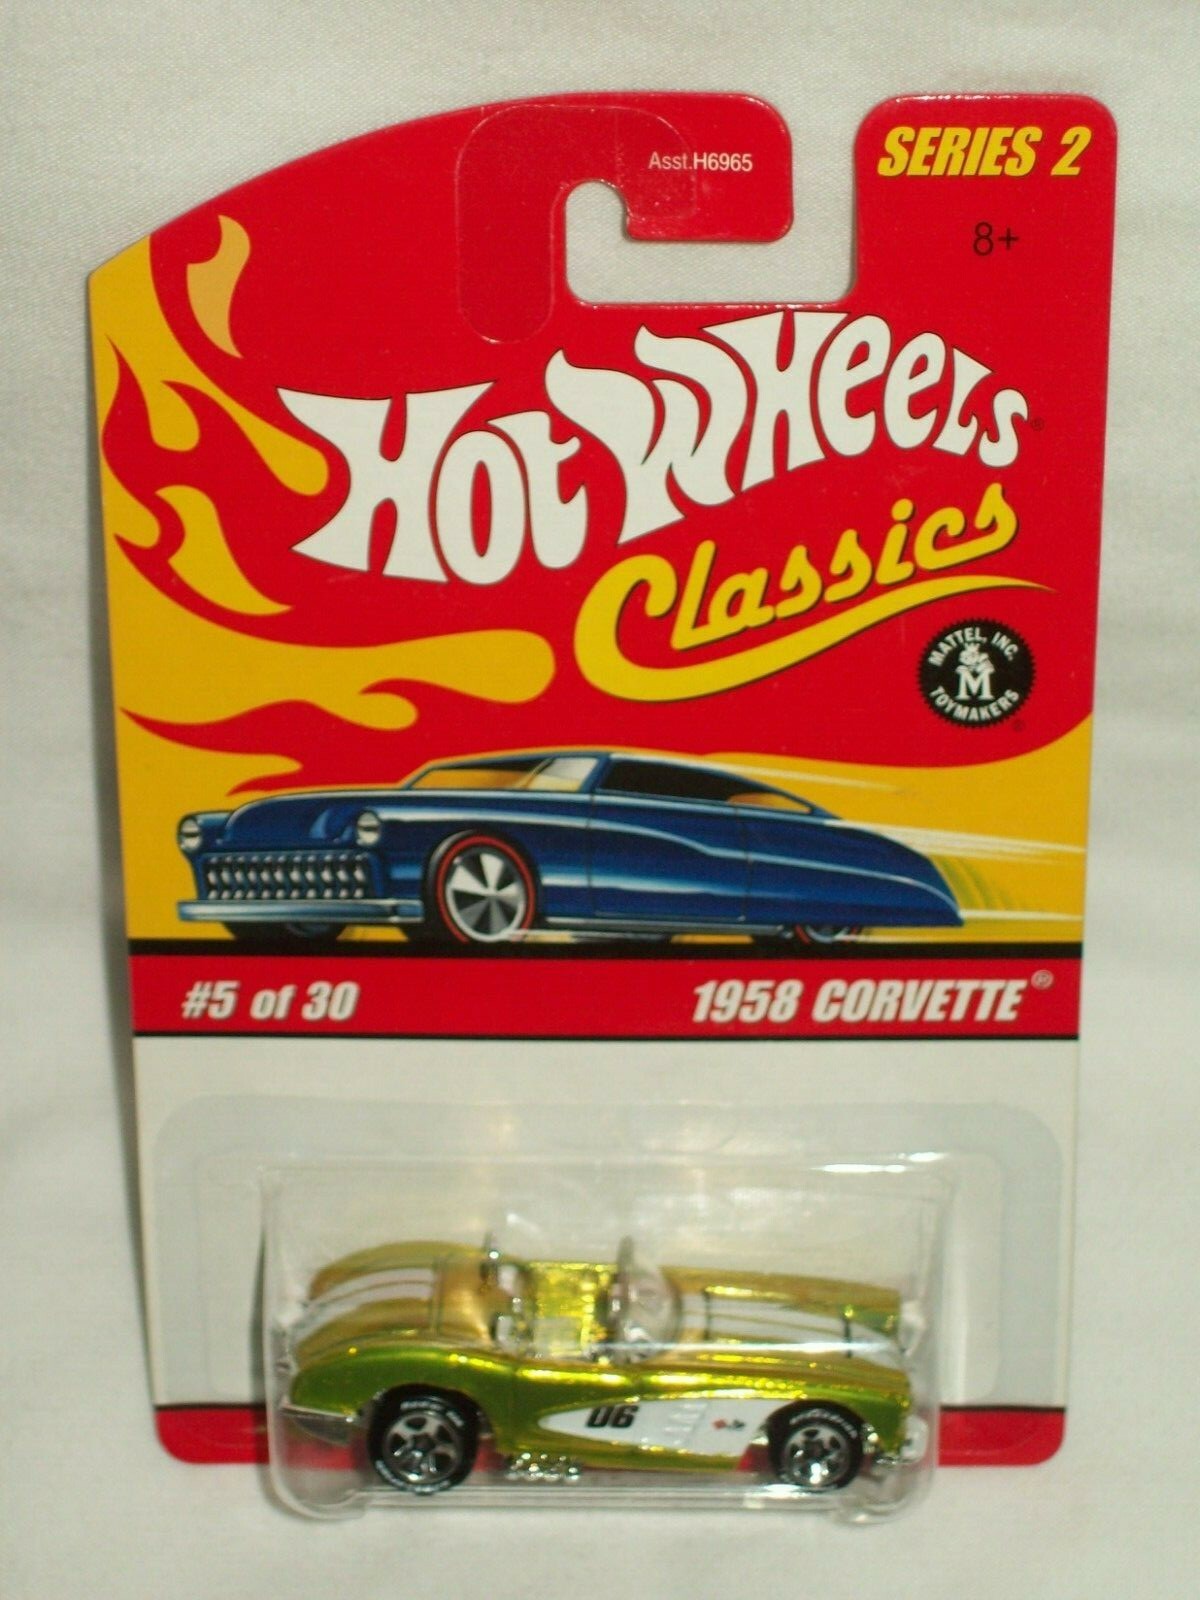 Asst.H6965
SERIES 2
8+
Hot Wheels®
Classics
MATTEL, INC.
M
TOYMAKERS®
#5 of 30
1958 CORVETTE®
06